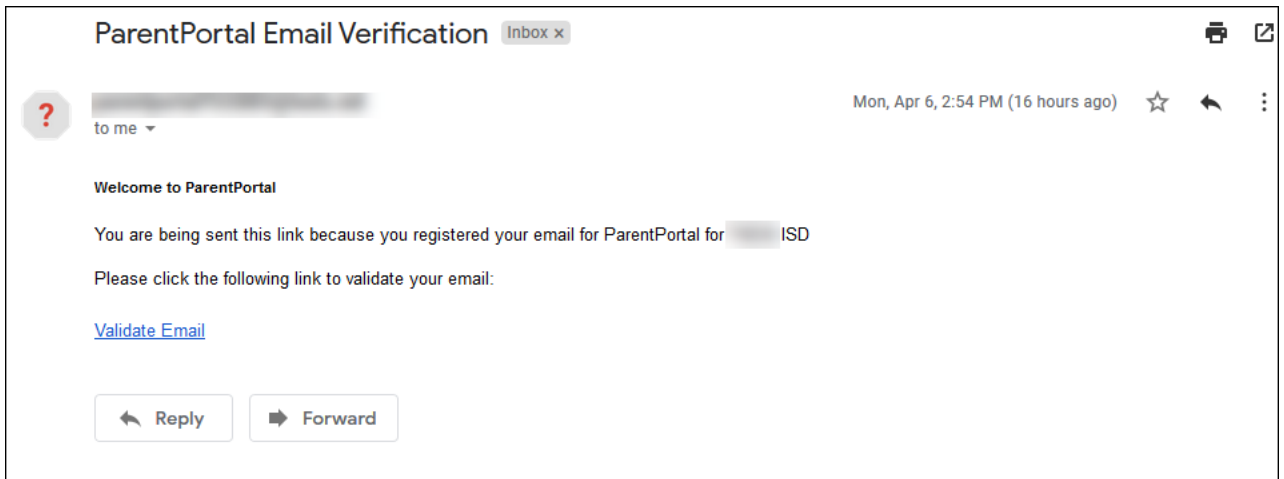 ParentPortal Email Verification Inbox x
Mon, Apr 6, 2:54 PM (16 hours ago)
to me
Welcome to ParentPortal
You are being sent this link because you registered your email for ParentPortal for ISD
Please click the following link to validate your email:
Validate Email
Reply Forward